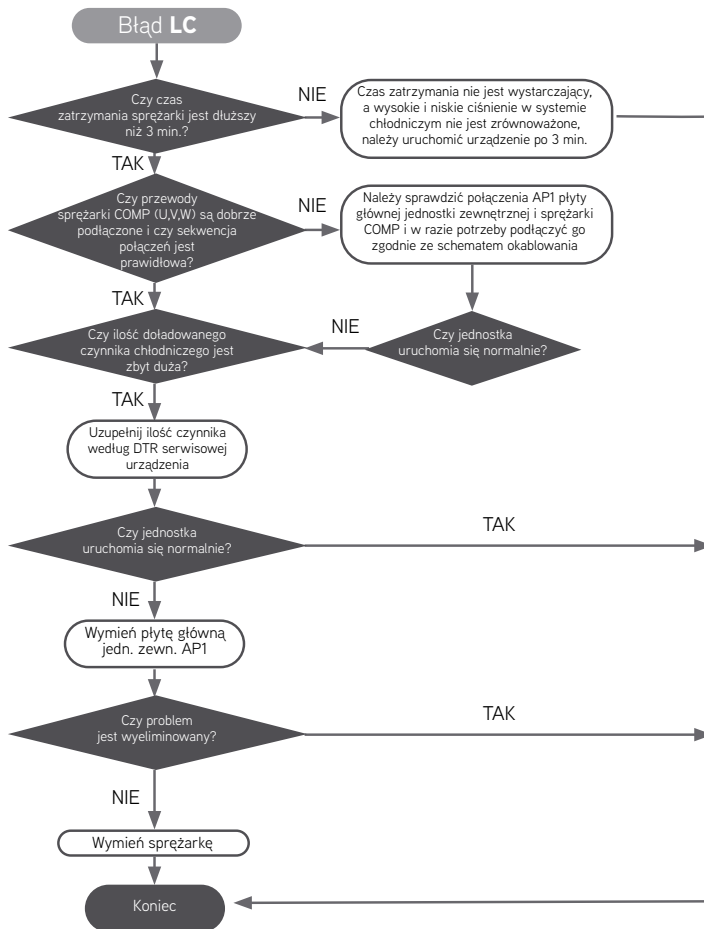 Błąd LC
Czy czas
zatrzymania sprężarki jest dłuższy
niż 3 min.?
NIE
Czas zatrzymania nie jest wystarczający,
a wysokie i niskie ciśnienie w systemie
chłodniczym nie jest zrównoważone,
należy uruchomić urządzenie po 3 min.
TAK
Czy przewody
sprężarki COMP (U,V,W) są dobrze
podłączone i czy sekwencja
połączeń jest
prawidłowa?
NIE
Należy sprawdzić połączenia AP1 płyty
głównej jednostki zewnętrznej i sprężarki
COMP i w razie potrzeby podłączyć go
zgodnie ze schematem okablowania
TAK
Czy ilość doładowanego
czynnika chłodniczego jest
zbyt duża?
NIE
Czy jednostka
uruchomia się normalnie?
TAK
Uzupełnij ilość czynnika
według DTR serwisowej
urządzenia
Czy jednostka
uruchomia się normalnie?
TAK
NIE
Wymień płytę główną
jedn. zewn. AP1
Czy problem
jest wyeliminowany?
TAK
NIE
Wymień sprężarkę
Koniec